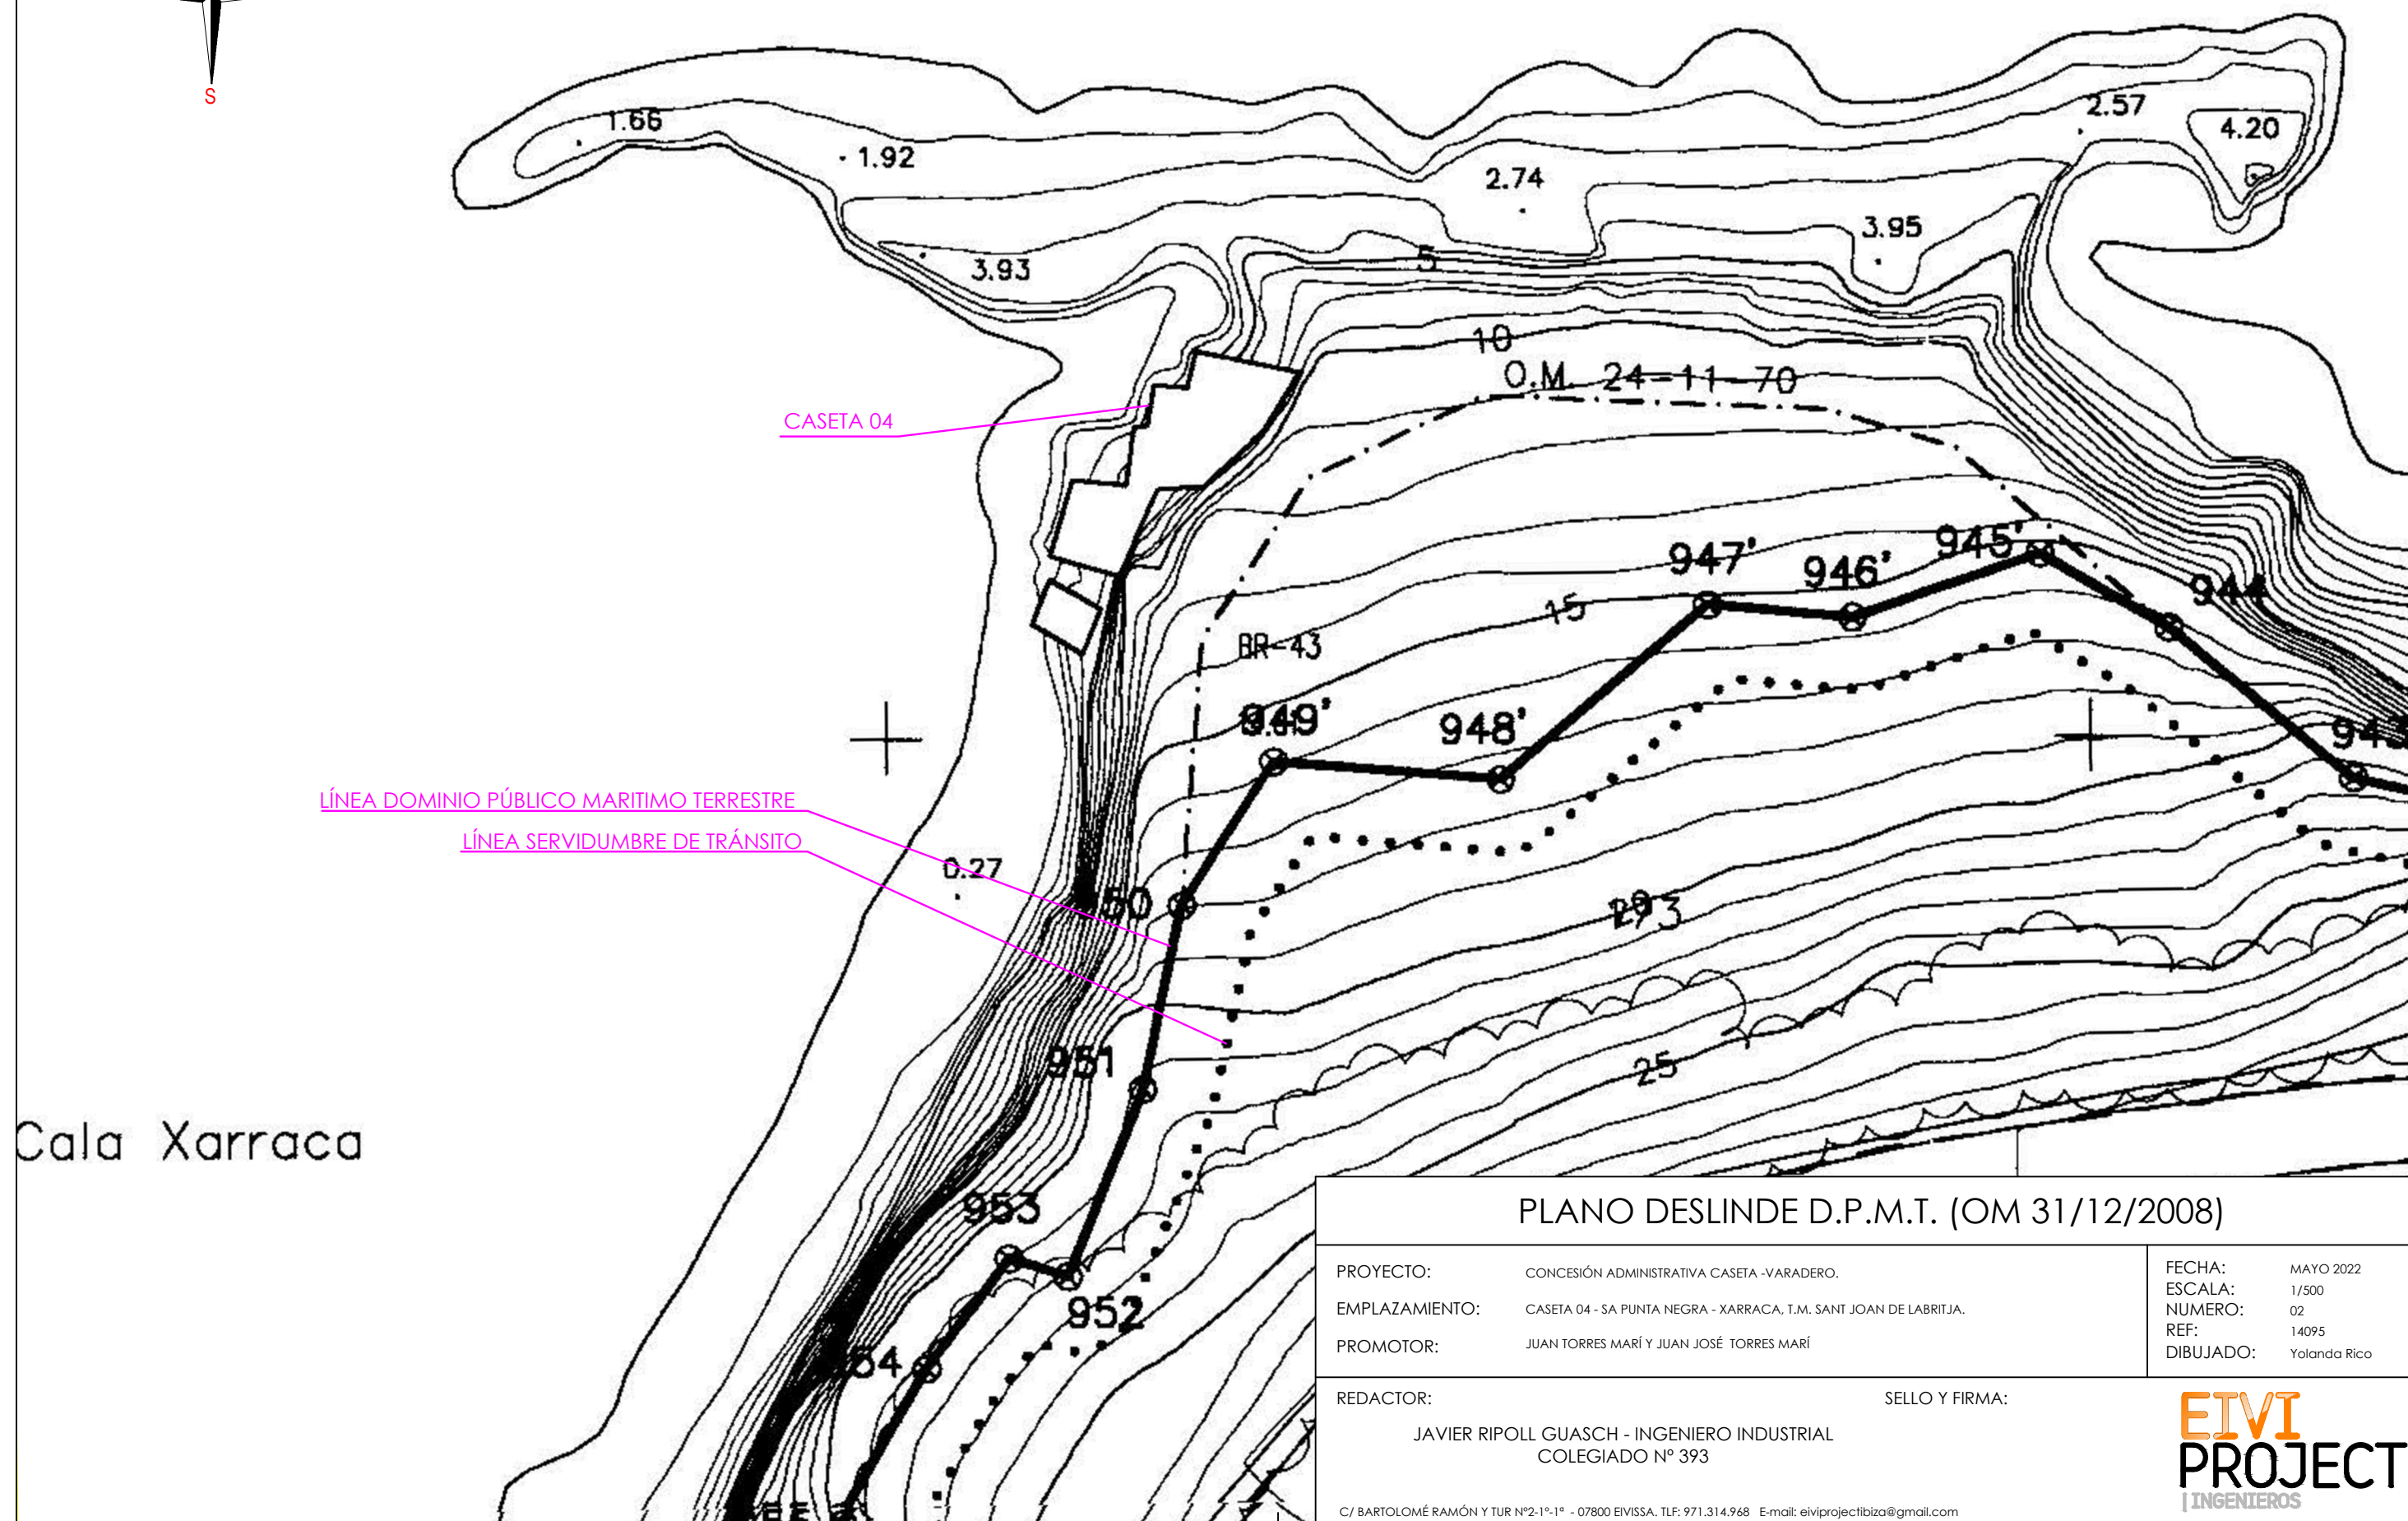 S
1.66
1.92
2.57
4.20
2.74
3.95
3.93
5
10
O.M. 24-11-70
CASETA 04
947'
946'
945'
944
15
BR-43
949'
948'
943
LÍNEA DOMINIO PÚBLICO MARITIMO TERRESTRE
LÍNEA SERVIDUMBRE DE TRÁNSITO
0.27
50
951
25
Cala Xarraca
953
952
54
PLANO DESLINDE D.P.M.T. (OM 31/12/2008)
PROYECTO: CONCESIÓN ADMINISTRATIVA CASETA -VARADERO.
EMPLAZAMIENTO: CASETA 04 - SA PUNTA NEGRA - XARRACA, T.M. SANT JOAN DE LABRITJA.
PROMOTOR: JUAN TORRES MARÍ Y JUAN JOSÉ TORRES MARÍ
FECHA: MAYO 2022
ESCALA: 1/500
NUMERO: 02
REF: 14095
DIBUJADO: Yolanda Rico
REDACTOR:
SELLO Y FIRMA:
JAVIER RIPOLL GUASCH - INGENIERO INDUSTRIAL
COLEGIADO Nº 393
EIVI
PROJECT
| INGENIEROS
C/ BARTOLOMÉ RAMÓN Y TUR Nº2-1º-1ª - 07800 EIVISSA. TLF: 971.314.968 E-mail: eiviprojectibiza@gmail.com